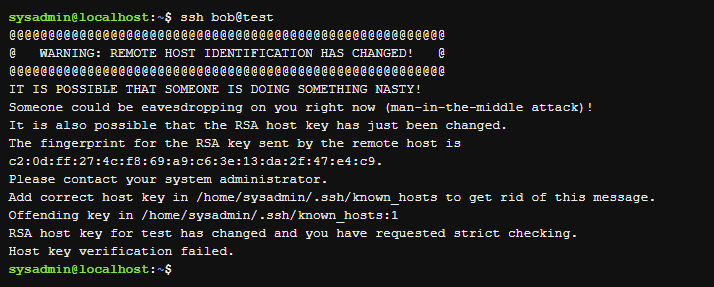 sysadmin@localhost:~$ ssh bob@test
@@@@@@@@@@@@@@@@@@@@@@@@@@@@@@@@@@@@@@@@@@@@@@@@@@@@@@@@@@@
@   WARNING: REMOTE HOST IDENTIFICATION HAS CHANGED!   @
@@@@@@@@@@@@@@@@@@@@@@@@@@@@@@@@@@@@@@@@@@@@@@@@@@@@@@@@@@@
IT IS POSSIBLE THAT SOMEONE IS DOING SOMETHING NASTY!
Someone could be eavesdropping on you right now (man-in-the-middle attack)!
It is also possible that the RSA host key has just been changed.
The fingerprint for the RSA key sent by the remote host is
c2:0d:ff:27:4c:f8:69:a9:c6:3e:13:da:2f:47:e4:c9.
Please contact your system administrator.
Add correct host key in /home/sysadmin/.ssh/known_hosts to get rid of this message.
Offending key in /home/sysadmin/.ssh/known_hosts:1
RSA host key for test has changed and you have requested strict checking.
Host key verification failed.
sysadmin@localhost:~$